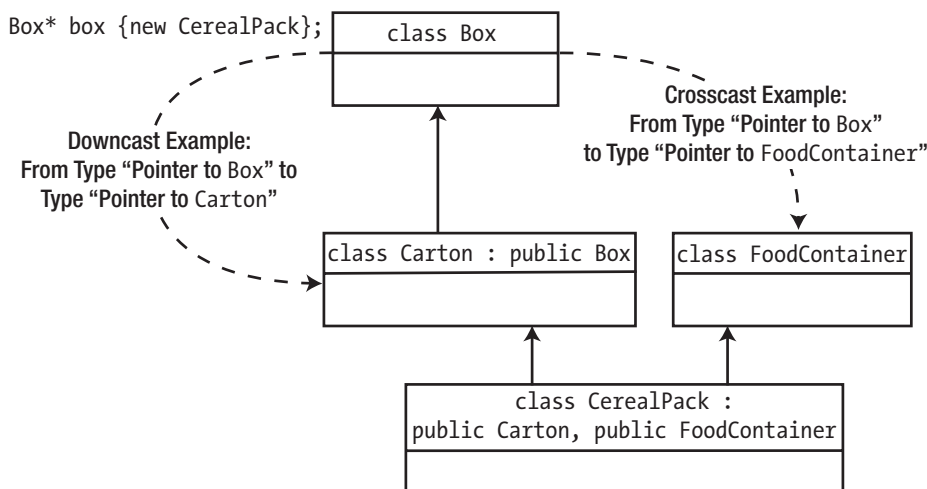 Box* box {new CerealPack};
class Box
Crosscast Example:
From Type “Pointer to Box”
to Type “Pointer to FoodContainer”
Downcast Example:
From Type “Pointer to Box” to
Type “Pointer to Carton”
class Carton : public Box
class FoodContainer
class CerealPack :
public Carton, public FoodContainer